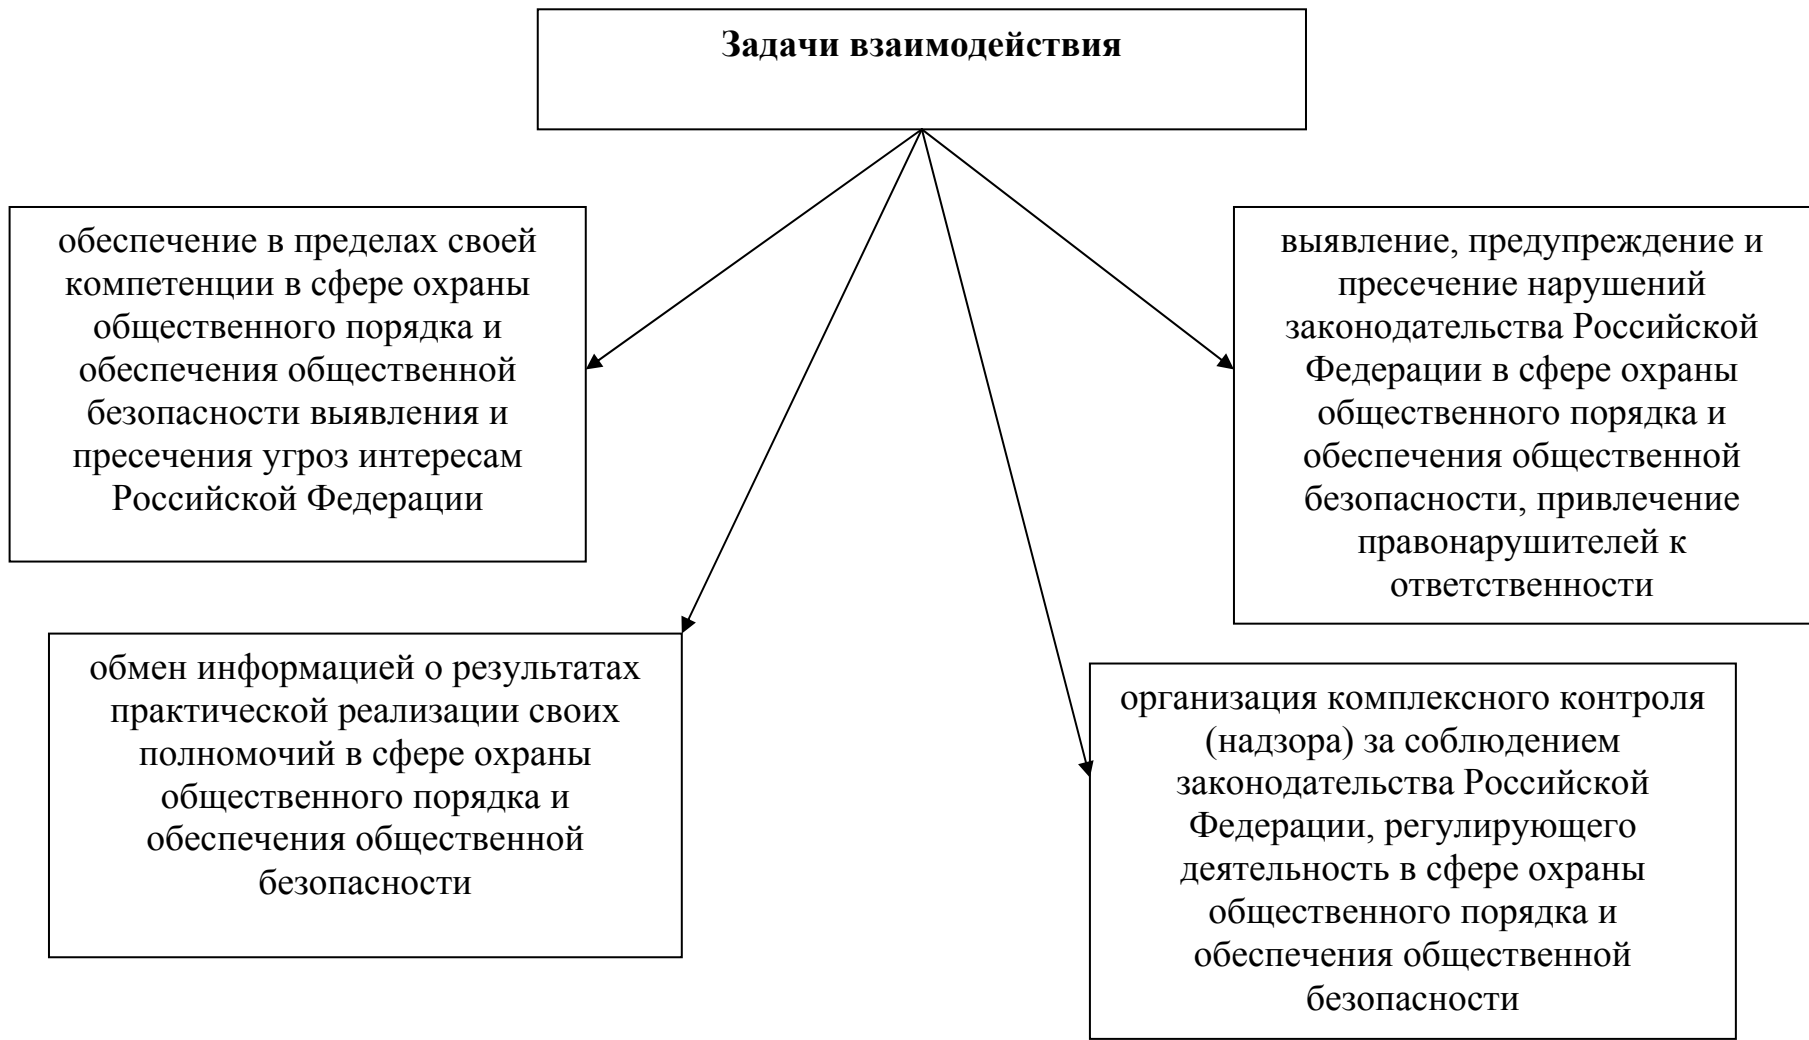 Задачи взаимодействия
обеспечение в пределах своей
компетенции в сфере охраны
общественного порядка и
обеспечения общественной
безопасности выявления и
пресечения угроз интересам
Российской Федерации
выявление, предупреждение и
пресечение нарушений
законодательства Российской
Федерации в сфере охраны
общественного порядка и
обеспечения общественной
безопасности, привлечение
правонарушителей к
ответственности
обмен информацией о результатах
практической реализации своих
полномочий в сфере охраны
общественного порядка и
обеспечения общественной
безопасности
организация комплексного контроля
(надзора) за соблюдением
законодательства Российской
Федерации, регулирующего
деятельность в сфере охраны
общественного порядка и
обеспечения общественной
безопасности